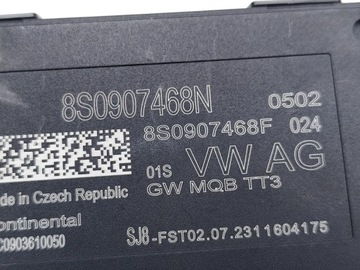 8S0907468N 0502
8S0907468F 024
01S VW AG
GW MQB TT3
de in Czech Republic
ontinental
C0903610050
SJ8-FST02.07.2311604175